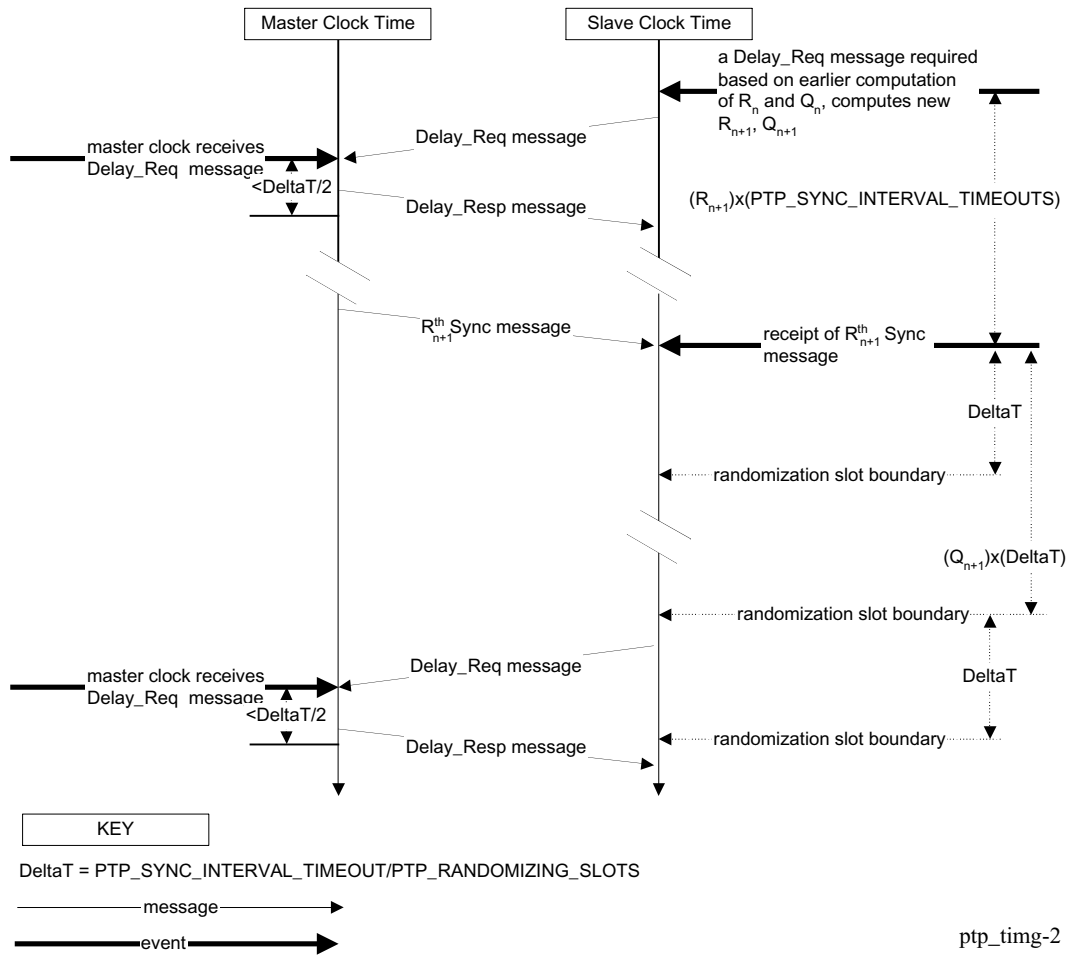 Master Clock Time
Slave Clock Time
a Delay_Req message required
based on earlier computation
of Rn and Qn, computes new
Rn+1, Qn+1
Delay_Req message
master clock receives
Delay_Req message
<DeltaT/2
Delay_Resp message
(Rn+1)x(PTP_SYNC_INTERVAL_TIMEOUTS)
Rn+1th Sync message
receipt of Rn+1th Sync
message
DeltaT
randomization slot boundary
(Qn+1)x(DeltaT)
randomization slot boundary
Delay_Req message
master clock receives
Delay_Req message
<DeltaT/2
DeltaT
Delay_Resp message
randomization slot boundary
KEY
DeltaT = PTP_SYNC_INTERVAL_TIMEOUT/PTP_RANDOMIZING_SLOTS
message
event
ptp_timg-2